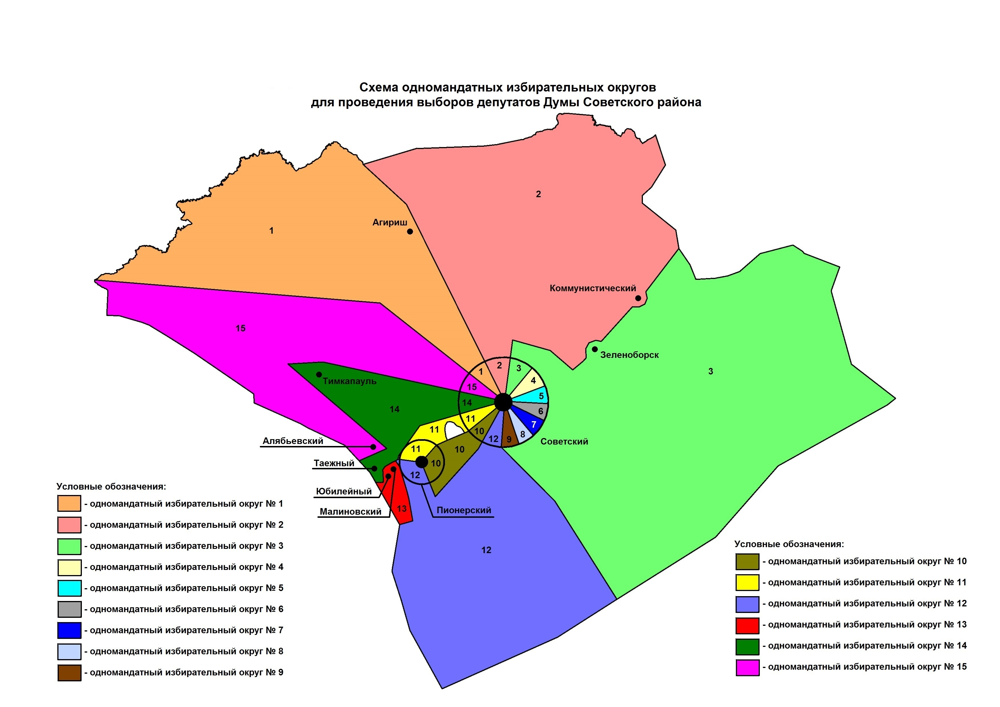 Схема одномандатных избирательных округов
для проведения выборов депутатов Думы Советского района
2
Агириш
1
Коммунистический
15
Зеленоборск
3
Тимкапауль
14
1
2
3
4
5
6
7
8
9
12
10
11
14
15
Советский
11
10
Алябьевский
Таежный
Юбилейный
Малиновский
11
10
12
13
Пионерский
12
Условные обозначения:
- одномандатный избирательный округ № 1
- одномандатный избирательный округ № 2
- одномандатный избирательный округ № 3
- одномандатный избирательный округ № 4
- одномандатный избирательный округ № 5
- одномандатный избирательный округ № 6
- одномандатный избирательный округ № 7
- одномандатный избирательный округ № 8
- одномандатный избирательный округ № 9
Условные обозначения:
- одномандатный избирательный округ № 10
- одномандатный избирательный округ № 11
- одномандатный избирательный округ № 12
- одномандатный избирательный округ № 13
- одномандатный избирательный округ № 14
- одномандатный избирательный округ № 15